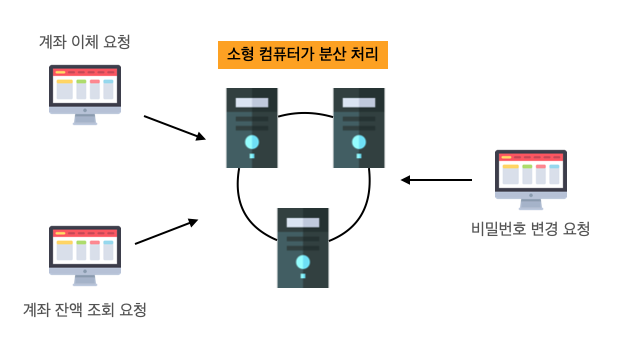 계좌 이체 요청
소형 컴퓨터가 분산 처리
비밀번호 변경 요청
계좌 잔액 조회 요청